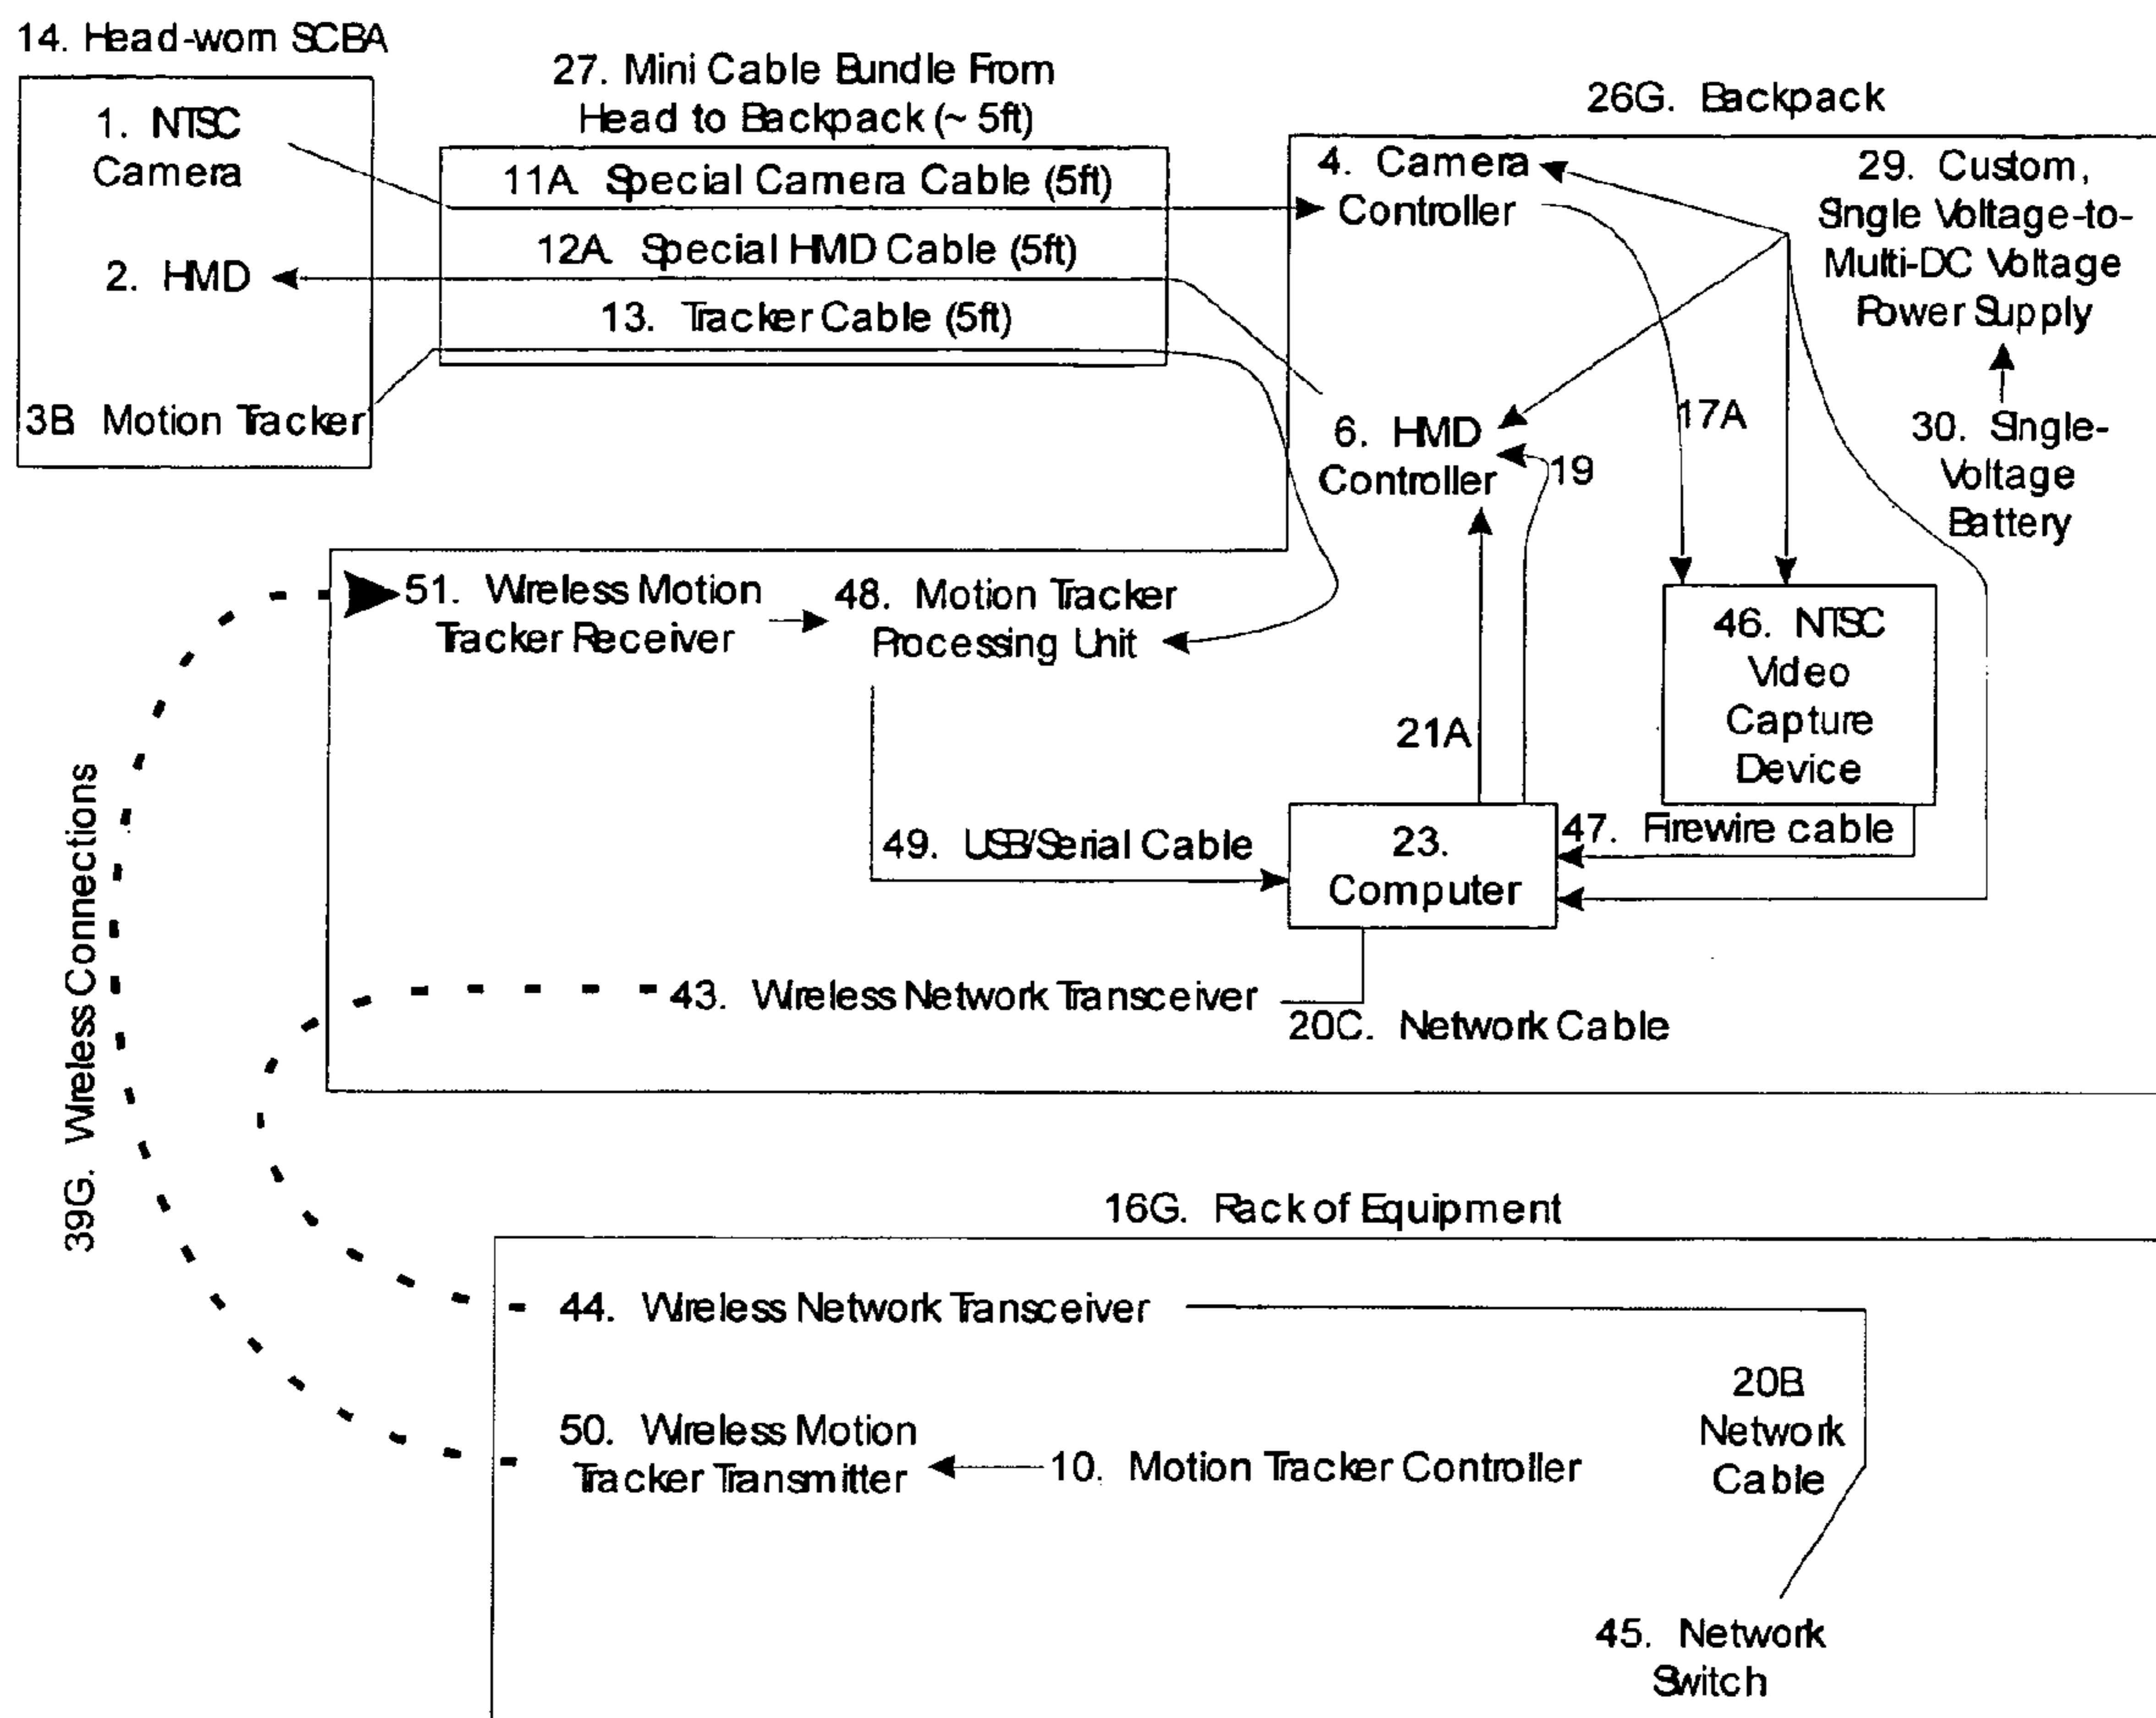 14. Head-worn SCBA
1. NTSC
Camera
2. HMD
3B Motion Tracker
27. Mini Cable Bundle From
Head to Backpack (~ 5ft)
11A. Special Camera Cable (5ft)
12A. Special HMD Cable (5ft)
13. Tracker Cable (5ft)
26G. Backpack
4. Camera
Controller
29. Custom,
Single Voltage-to-
Multi-DC Voltage
Power Supply
17A
6. HMD
Controller
19
30. Single-
Voltage
Battery
51. Wireless Motion
Tracker Receiver
48. Motion Tracker
Processing Unit
46. NTSC
Video
Capture
Device
21A
49. USB/Serial Cable
23.
Computer
47. Firewire cable
43. Wireless Network Transceiver
20C. Network Cable
39G. Wireless Connections
16G. Rack of Equipment
44. Wireless Network Transceiver
20B
Network
Cable
50. Wireless Motion
Tracker Transmitter
10. Motion Tracker Controller
45. Network
Switch